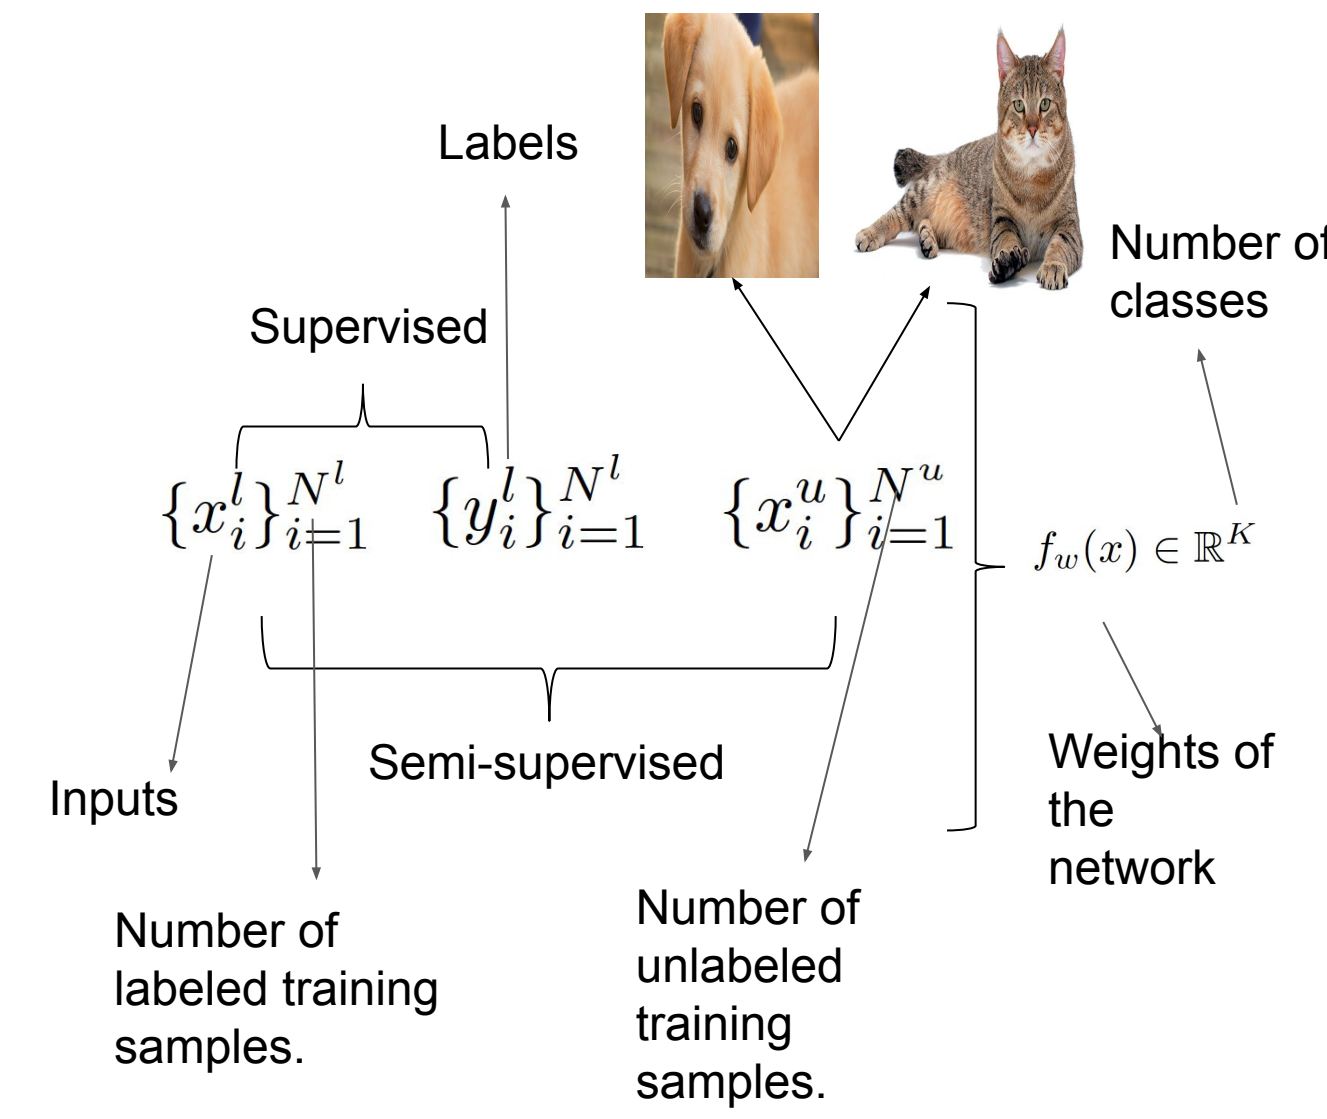 Labels
Number of
classes
Supervised
{x_i^l}_{i=1}^{N^l} {y_i^l}_{i=1}^{N^l} {x_i^u}_{i=1}^{N^u}
f_w(x) ∈ ℝ^K
Semi-supervised
Inputs
Weights of
the
network
Number of
labeled training
samples.
Number of
unlabeled
training
samples.